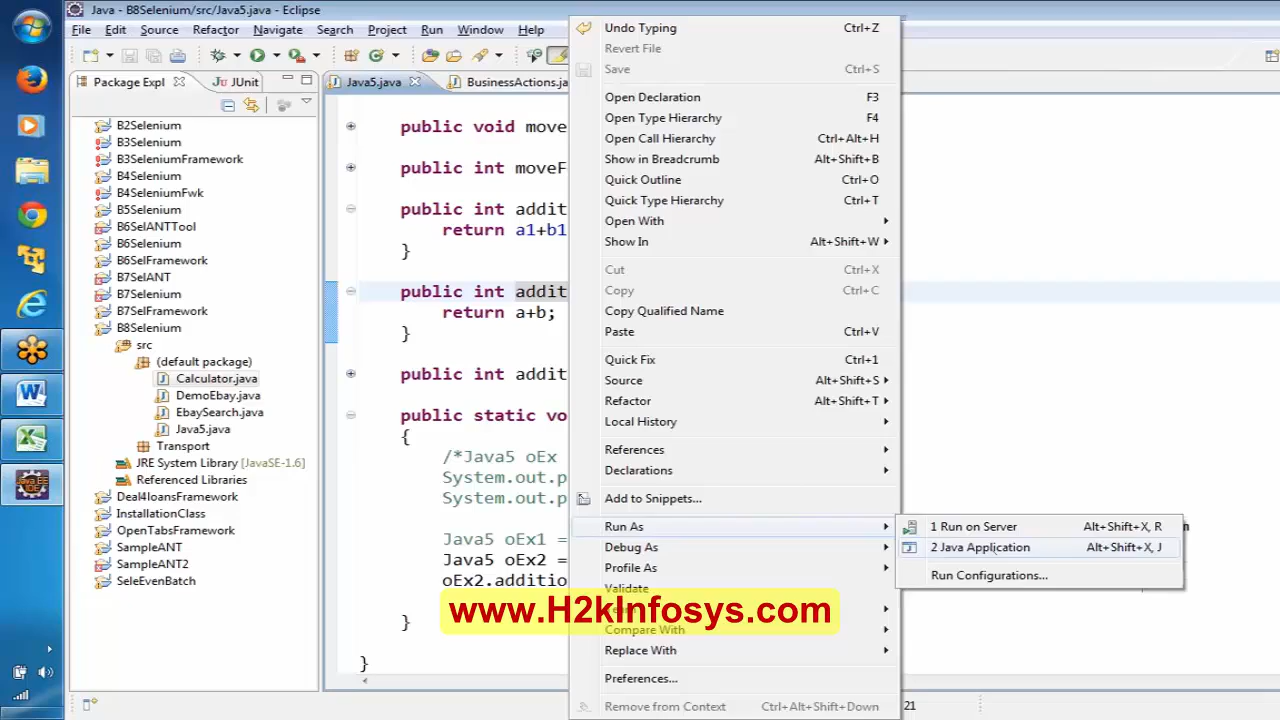 Java - B8Selenium/src/Java5.java - Eclipse
File Edit Source Refactor Navigate Search Project Run Window Help
Package Expl JUnit
Java5.java BusinessActions.ja
B2Selenium
B3Selenium
B3SeleniumFramework
B4Selenium
B4SeleniumFwk
B5Selenium
B6SelANTTool
B6Selenium
B6SelFramework
B7SelANT
B7Selenium
B7SelFramework
B8Selenium
src
(default package)
Calculator.java
DemoEbay.java
EbaySearch.java
Java5.java
Transport
JRE System Library [JavaSE-1.6]
Referenced Libraries
Deal4loansFramework
InstallationClass
OpenTabsFramework
SampleANT
SampleANT2
SeleEvenBatch
public void move
public int moveF
public int addit
return a1+b1
}
public int addit
return a+b;
}
public int addit
public static vo
{
/*Java5 oEx
System.out.p
System.out.p
Java5 oEx1 =
Java5 oEx2 =
oEx2.additio
}
}
Undo Typing Ctrl+Z
Revert File
Save Ctrl+S
Open Declaration F3
Open Type Hierarchy F4
Open Call Hierarchy Ctrl+Alt+H
Show in Breadcrumb Alt+Shift+B
Quick Outline Ctrl+O
Quick Type Hierarchy Ctrl+T
Open With
Show In Alt+Shift+W
Cut Ctrl+X
Copy Ctrl+C
Copy Qualified Name
Paste Ctrl+V
Quick Fix Ctrl+1
Source Alt+Shift+S
Refactor Alt+Shift+T
Local History
References
Declarations
Add to Snippets...
Run As
Debug As
Profile As
Validate
Compare With
Replace With
Preferences...
Remove from Context Ctrl+Alt+Shift+Down
1 Run on Server Alt+Shift+X, R
2 Java Application Alt+Shift+X, J
Run Configurations...
n
www.H2kInfosys.com
Java EE
IDE
21